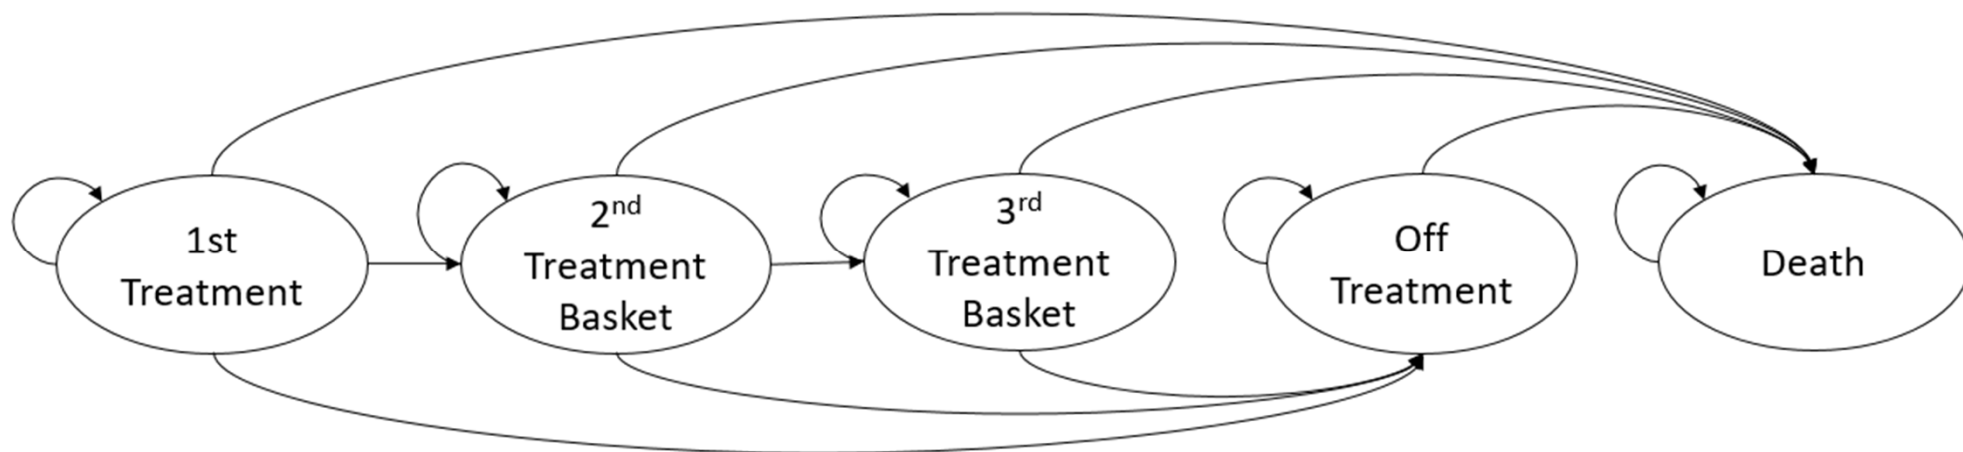 1st
Treatment
2nd
Treatment
Basket
3rd
Treatment
Basket
Off
Treatment
Death